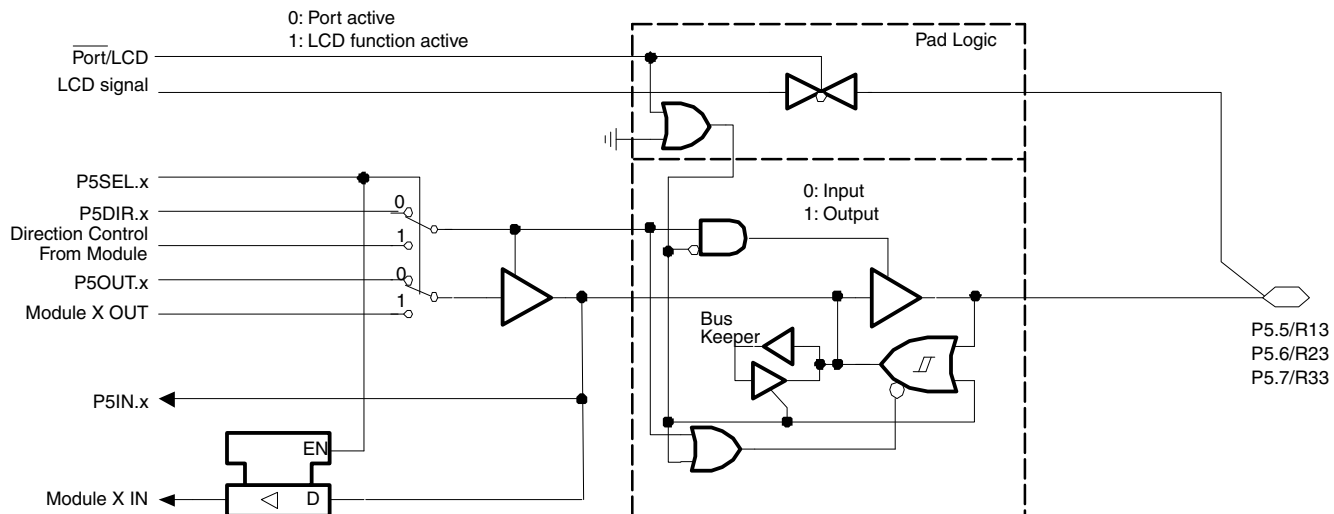 0: Port active
1: LCD function active
Port/LCD
LCD signal
Pad Logic
P5SEL.x
0
P5DIR.x
Direction Control
From Module
1
P5OUT.x
0
Module X OUT
1
0: Input
1: Output
Bus
Keeper
P5.5/R13
P5.6/R23
P5.7/R33
P5IN.x
EN
Module X IN
D